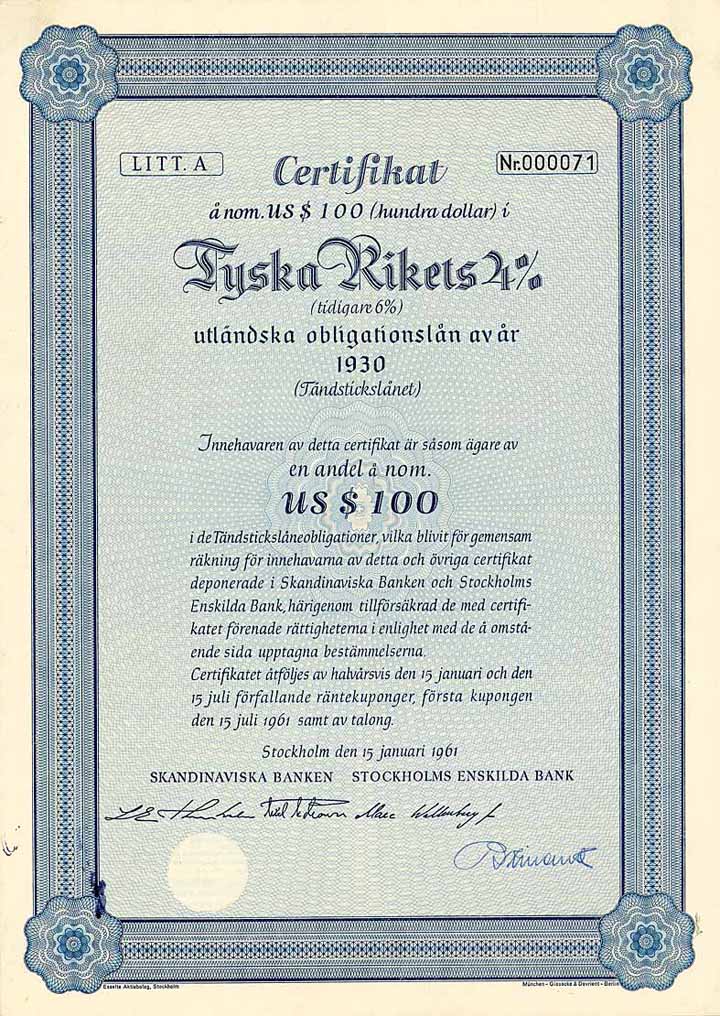 LITT. A
Certifikat
Nr.000071
å nom. US $ 100 (hundra dollar) i
Tyska Rikets 4%
(tidigare 6%)
utländska obligationslån av år
1930
(Tändstickslånet)
Innehavaren av detta certifikat är såsom ägare av
en andel å nom.
US $ 100
i de Tändstickslåneobligationer, vilka blivit för gemensam
räkning för innehavarna av detta och övriga certifikat
deponerade i Skandinaviska Banken och Stockholms
Enskilda Bank, härigenom tillförsäkrad de med certifi-
katet förenade rättigheterna i enlighet med de å omstå-
ende sida upptagna bestämmelserna.
Certifikatet åtföljes av halvårsvis den 15 januari och den
15 juli förfallande räntekuponger, första kupongen
den 15 juli 1961 samt av talong.
Stockholm den 15 januari 1961
SKANDINAVISKA BANKEN STOCKHOLMS ENSKILDA BANK
Marc Wallenberg jr
Esselte Aktiebolag, Stockholm
München - Giesecke & Devrient - Berlin